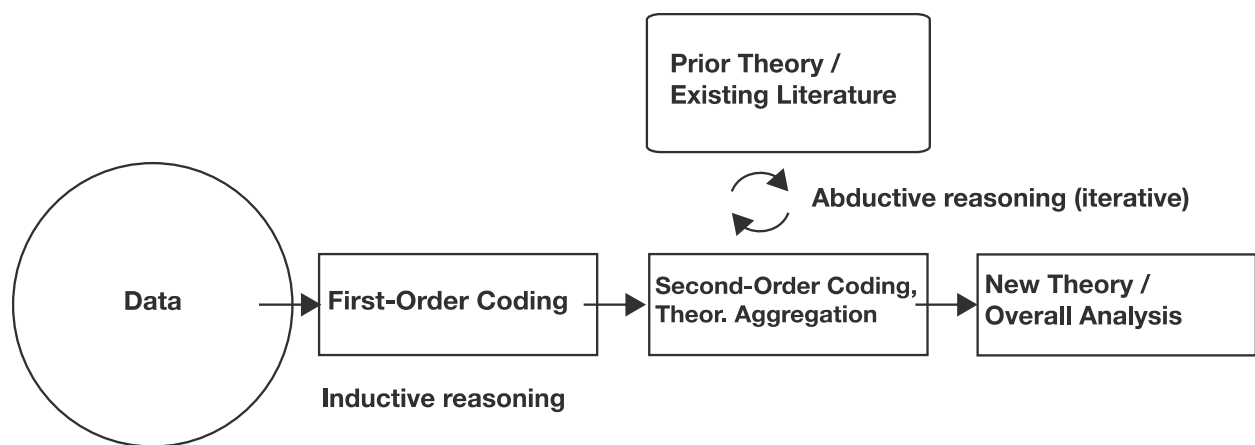 Prior Theory /
Existing Literature
Abductive reasoning (iterative)
Data
First-Order Coding
Second-Order Coding,
Theor. Aggregation
New Theory /
Overall Analysis
Inductive reasoning